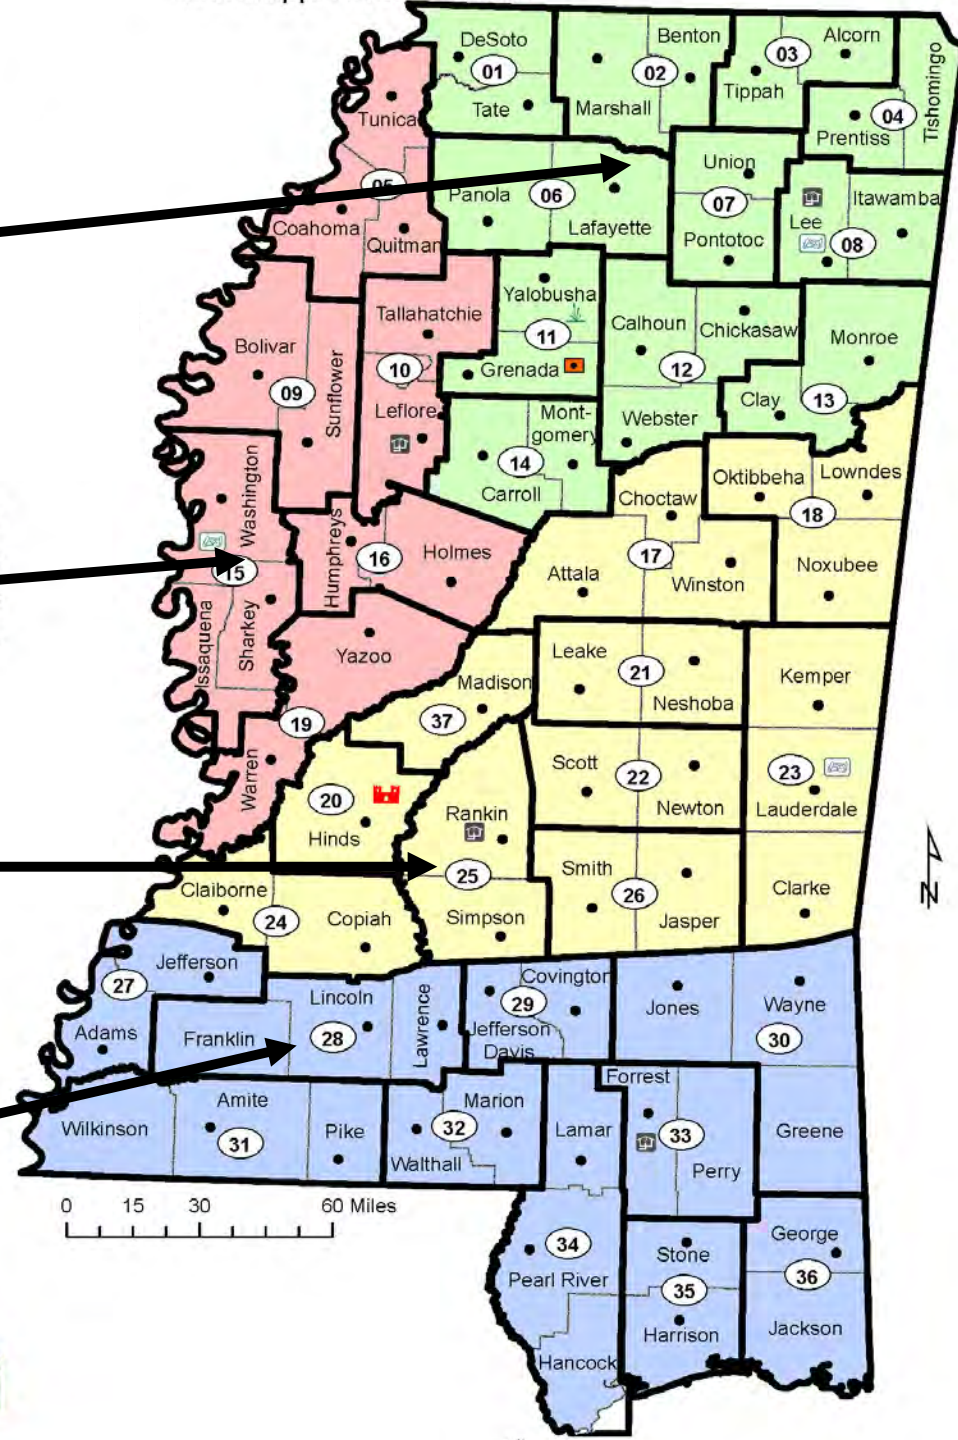 DeSoto
01
Tate
Benton
02
Marshall
03
Alcorn
Tippah
04
Prentiss
Tishomingo
Tunica
05
Coahoma
Quitman
Panola
06
Lafayette
Union
07
Pontotoc
Itawamba
Lee
08
Tallahatchie
10
Leflore
Yalobusha
11
Grenada
Calhoun
Chickasaw
12
Webster
Monroe
Clay
13
Bolivar
09
Sunflower
Mont-
gomery
14
Carroll
Oktibbeha
Lowndes
18
Noxubee
Washington
15
Issaquena
Sharkey
Humphreys
16
Holmes
Choctaw
17
Attala
Winston
Yazoo
19
Warren
Madison
37
Leake
21
Neshoba
Kemper
Scott
22
Newton
23
Lauderdale
20
Hinds
Rankin
25
Simpson
Smith
26
Jasper
Clarke
Claiborne
24
Copiah
N
Jefferson
27
Adams
Lincoln
28
Franklin
Lawrence
Covington
29
Jefferson
Davis
Jones
Wayne
30
Greene
Wilkinson
Amite
31
Pike
Marion
32
Walthall
Lamar
Forrest
33
Perry
0 15 30 60 Miles
34
Pearl River
Hancock
Stone
35
Harrison
George
36
Jackson